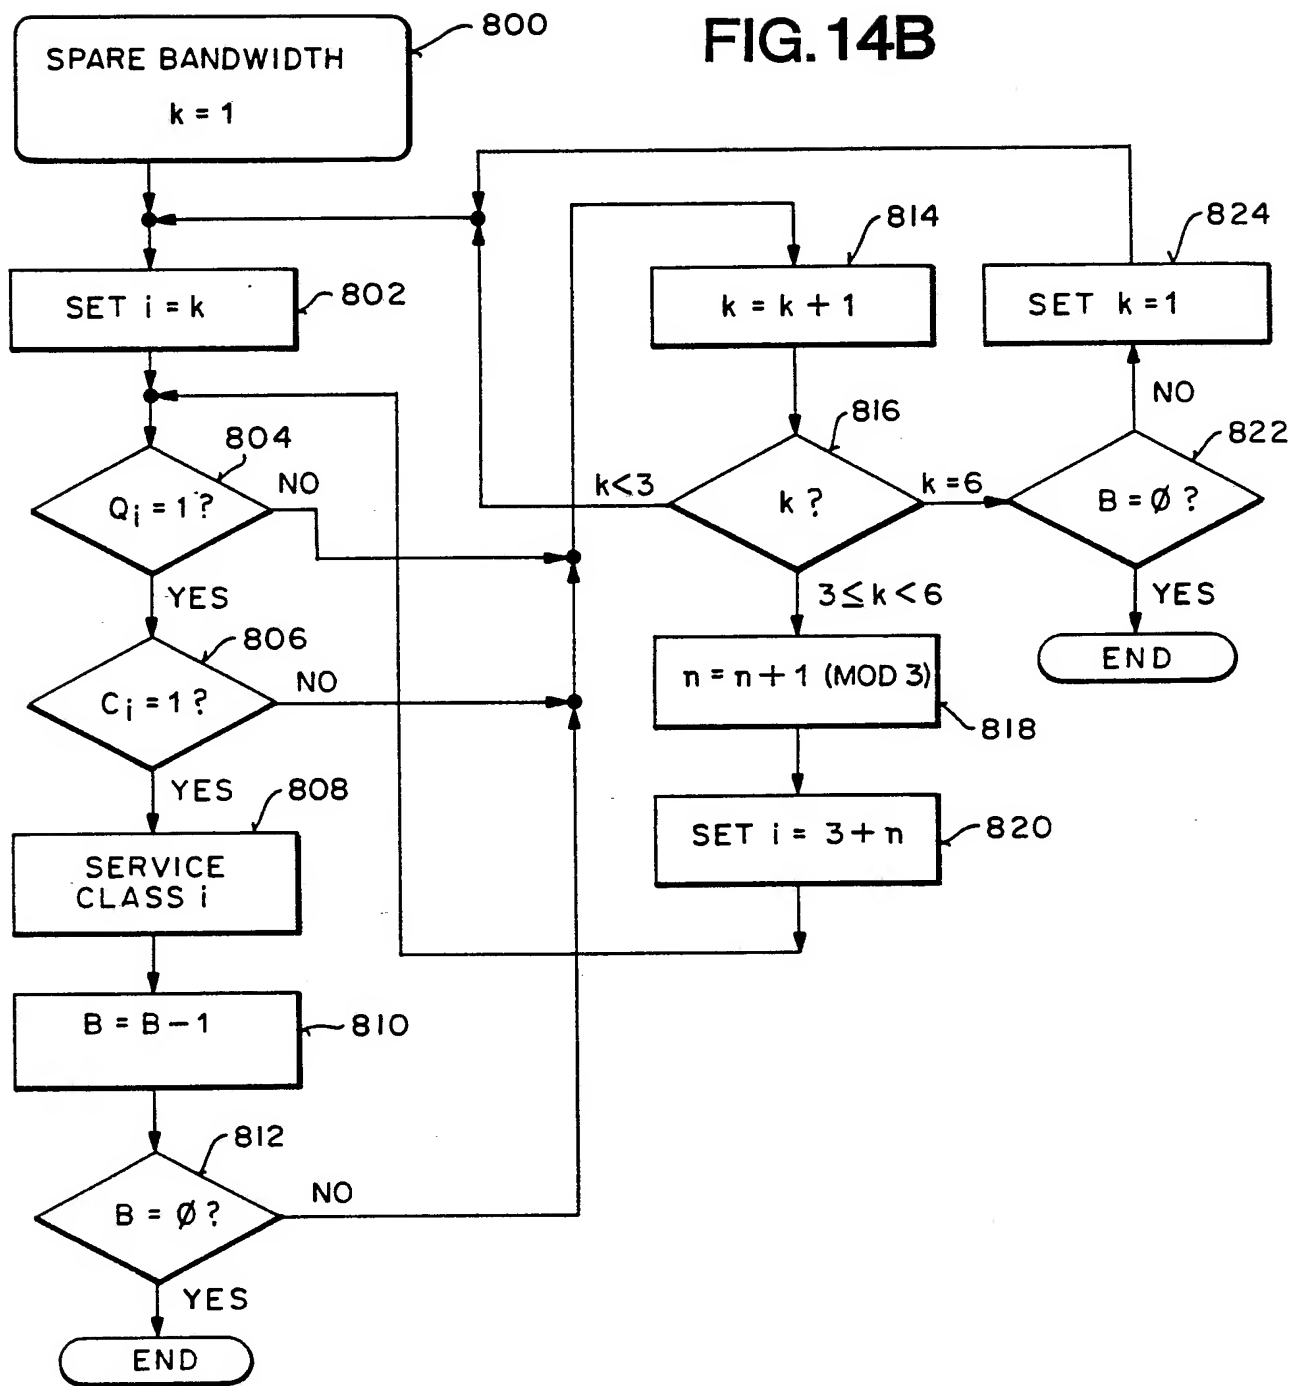 FIG. 14B
SPARE BANDWIDTH
k = 1
800
SET i = k
802
Q_i = 1 ?
804
NO
YES
C_i = 1 ?
806
NO
YES
SERVICE
CLASS i
808
B = B - 1
810
B = Ø ?
812
NO
YES
END
k = k + 1
814
k ?
816
k < 3
k = 6
3 ≤ k < 6
n = n + 1 (MOD 3)
818
SET i = 3 + n
820
B = Ø ?
822
NO
YES
SET k = 1
824
END